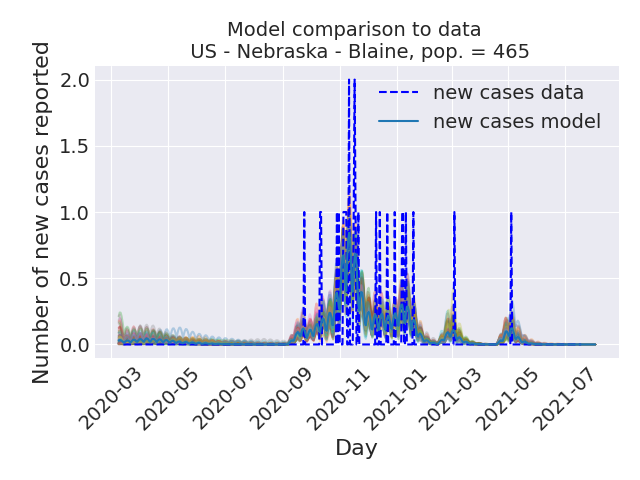 Model comparison to data
US - Nebraska - Blaine, pop. = 465
Number of new cases reported
2.0
1.5
1.0
0.5
0.0
new cases data
new cases model
2020-03
2020-05
2020-07
2020-09
2020-11
2021-01
2021-03
2021-05
2021-07
Day